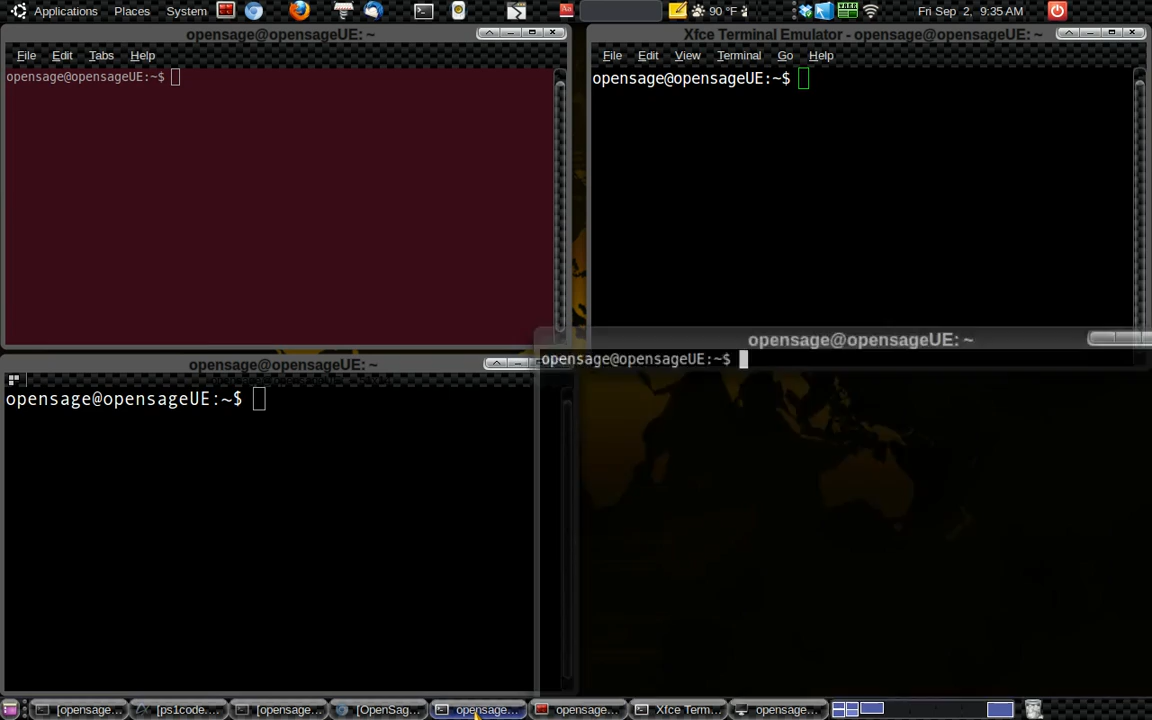 Applications Places System Aa 90 °F Fri Sep 2, 9:35 AM
opensage@opensageUE: ~
File Edit Tabs Help
opensage@opensageUE:~$
Xfce Terminal Emulator - opensage@opensageUE: ~
File Edit View Terminal Go Help
opensage@opensageUE:~$
opensage@opensageUE: ~
opensage@opensageUE:~$
opensage@opensageUE: ~
opensage@opensageUE:~$
[opensage... [ps1code.... [opensage... [OpenSag... opensage... opensage... Xfce Term... opensage...